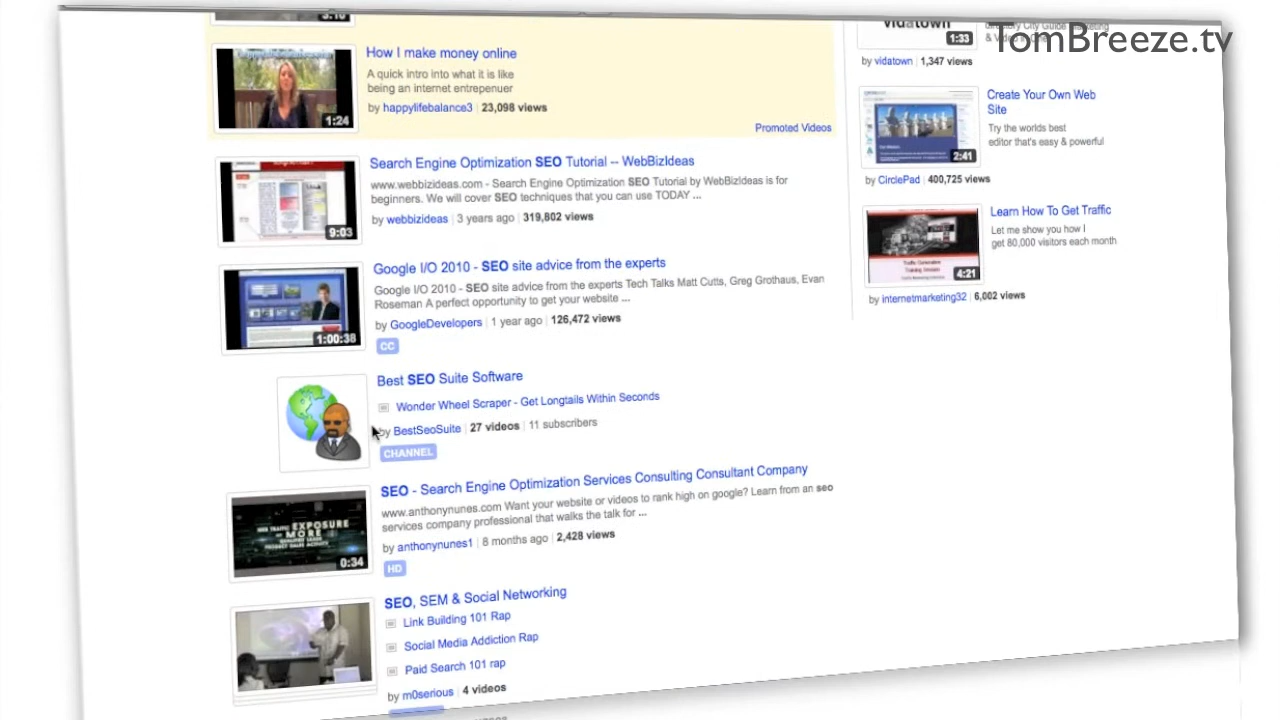 3:10
How I make money online
A quick intro into what it is like
being an internet entrepenuer
by happylifebalance3 | 23,098 views
1:24
Promoted Videos
Search Engine Optimization SEO Tutorial -- WebBizIdeas
www.webbizideas.com - Search Engine Optimization SEO Tutorial by WebBizIdeas is for
beginners. We will cover SEO techniques that you can use TODAY ...
by webbizideas | 3 years ago | 319,802 views
9:03
Google I/O 2010 - SEO site advice from the experts
Google I/O 2010 - SEO site advice from the experts Tech Talks Matt Cutts, Greg Grothaus, Evan
Roseman A perfect opportunity to get your website ...
by GoogleDevelopers | 1 year ago | 126,472 views
1:00:38
CC
Best SEO Suite Software
Wonder Wheel Scraper - Get Longtails Within Seconds
by BestSeoSuite | 27 videos | 11 subscribers
CHANNEL
SEO - Search Engine Optimization Services Consulting Consultant Company
www.anthonynunes.com Want your website or videos to rank high on google? Learn from an seo
services company professional that walks the talk for ...
by anthonynunes1 | 8 months ago | 2,428 views
EXPOSURE
MORE
0:34
HD
SEO, SEM & Social Networking
Link Building 101 Rap
Social Media Addiction Rap
Paid Search 101 rap
by m0serious | 4 videos
TomBreeze.tv
vidatown
1:33
by vidatown | 1,347 views
Create Your Own Web
Site
Try the worlds best
editor that's easy & powerful
2:41
by CirclePad | 400,725 views
Learn How To Get Traffic
Let me show you how I
get 80,000 visitors each month
4:21
by internetmarketing32 | 6,002 views